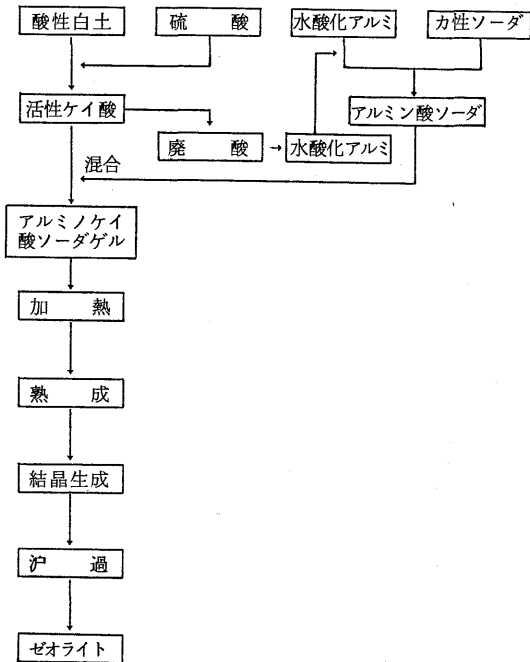 酸性白土
硫酸
水酸化アルミ
カ性ソーダ
活性ケイ酸
アルミン酸ソーダ
廃酸
水酸化アルミ
混合
アルミノケイ
酸ソーダゲル
加熱
熟成
結晶生成
沪過
ゼオライト